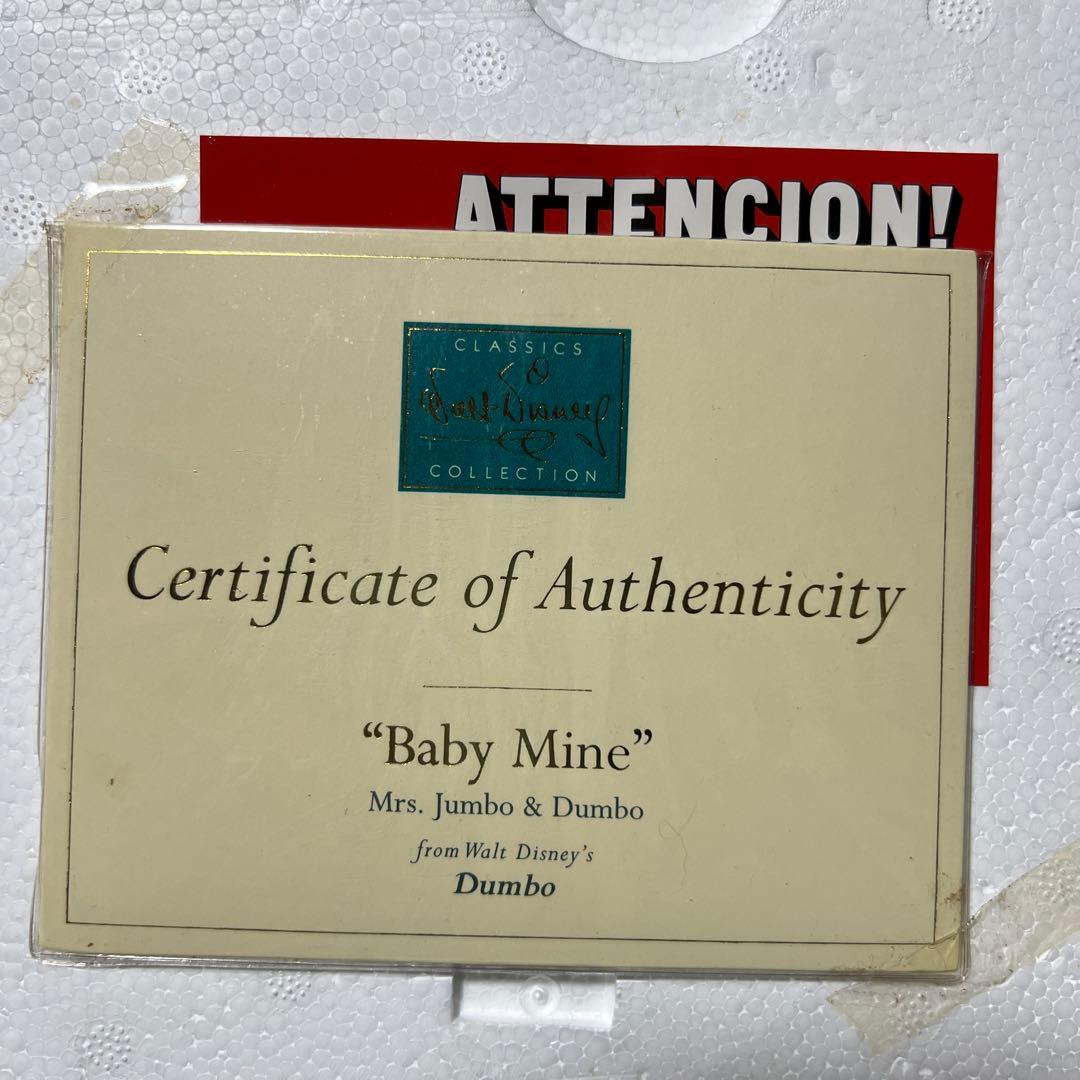 ATTENCION!
CLASSICS
Walt Disney
COLLECTION
Certificate of Authenticity
“Baby Mine”
Mrs. Jumbo & Dumbo
from Walt Disney’s
Dumbo